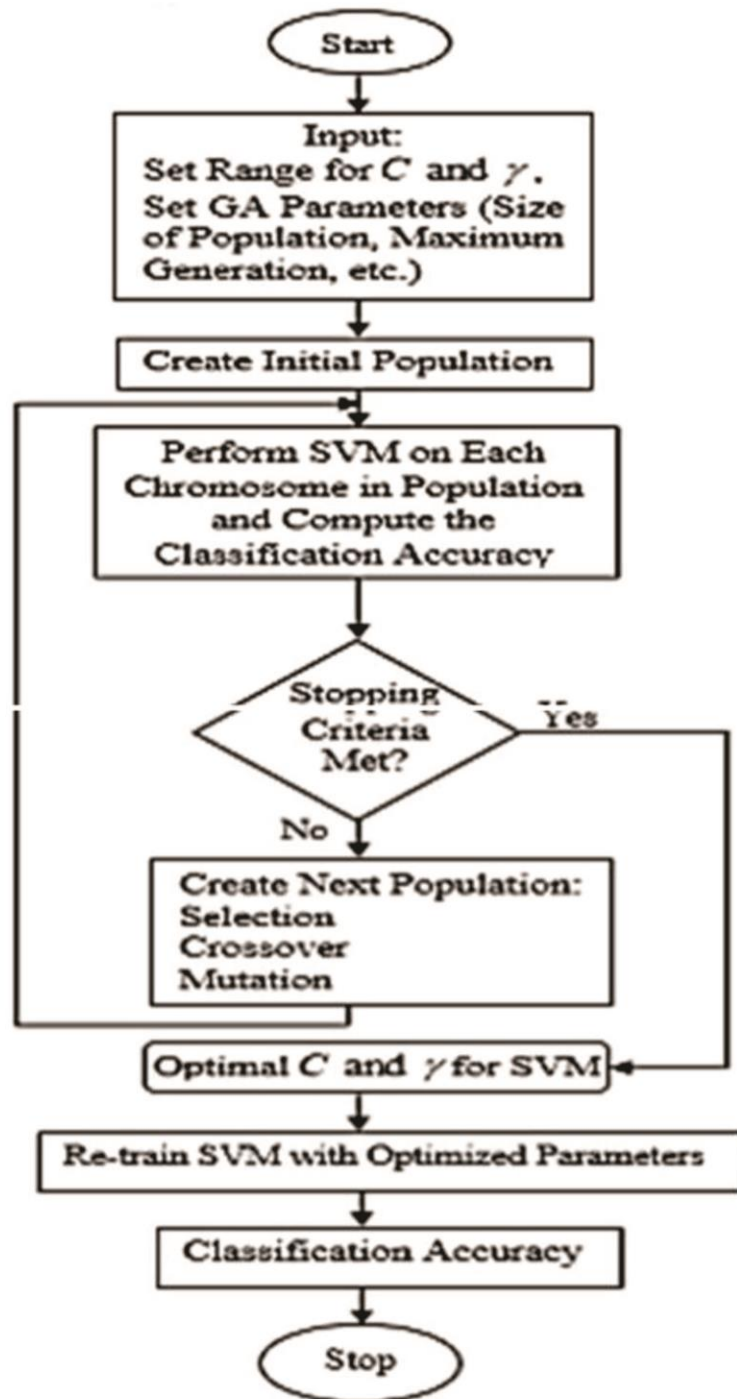 Start
Input:
Set Range for C and γ.
Set GA Parameters (Size
of Population, Maximum
Generation, etc.)
Create Initial Population
Perform SVM on Each
Chromosome in Population
and Compute the
Classification Accuracy
Stopping
Criteria
Met?
Yes
No
Create Next Population:
Selection
Crossover
Mutation
Optimal C and γ for SVM
Re-train SVM with Optimized Parameters
Classification Accuracy
Stop